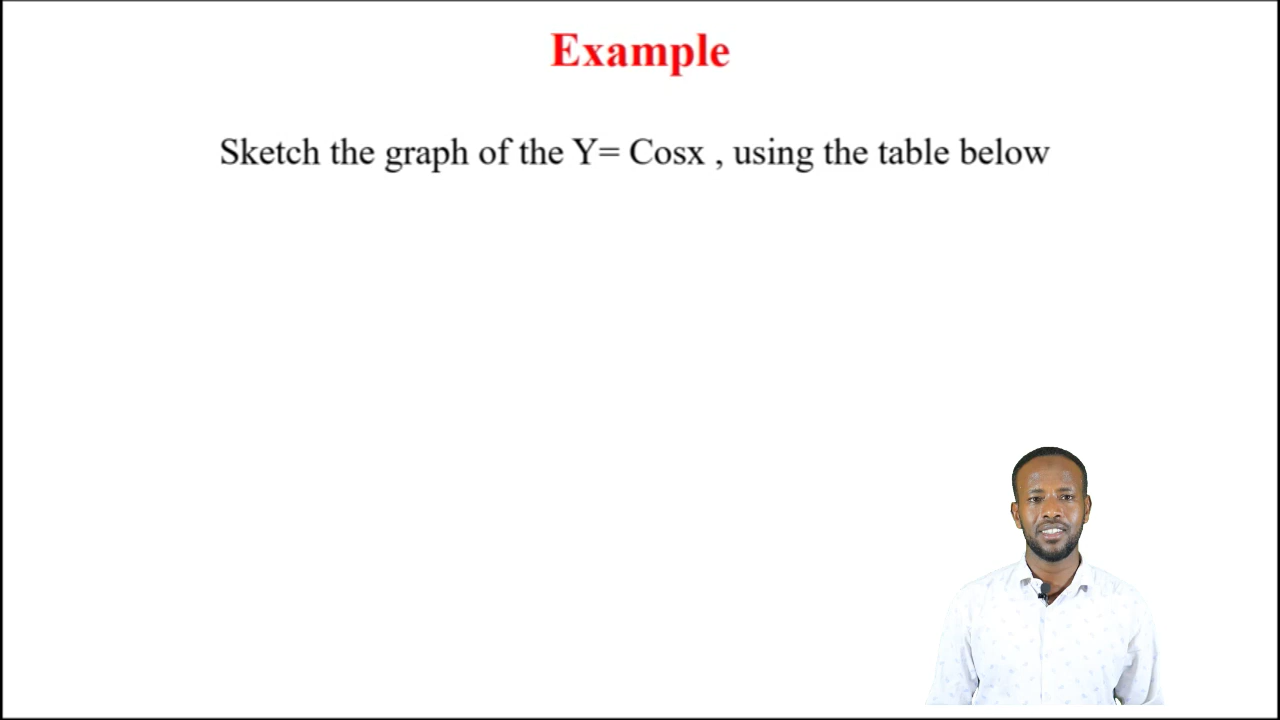 Example
Sketch the graph of the Y= Cosx , using the table below